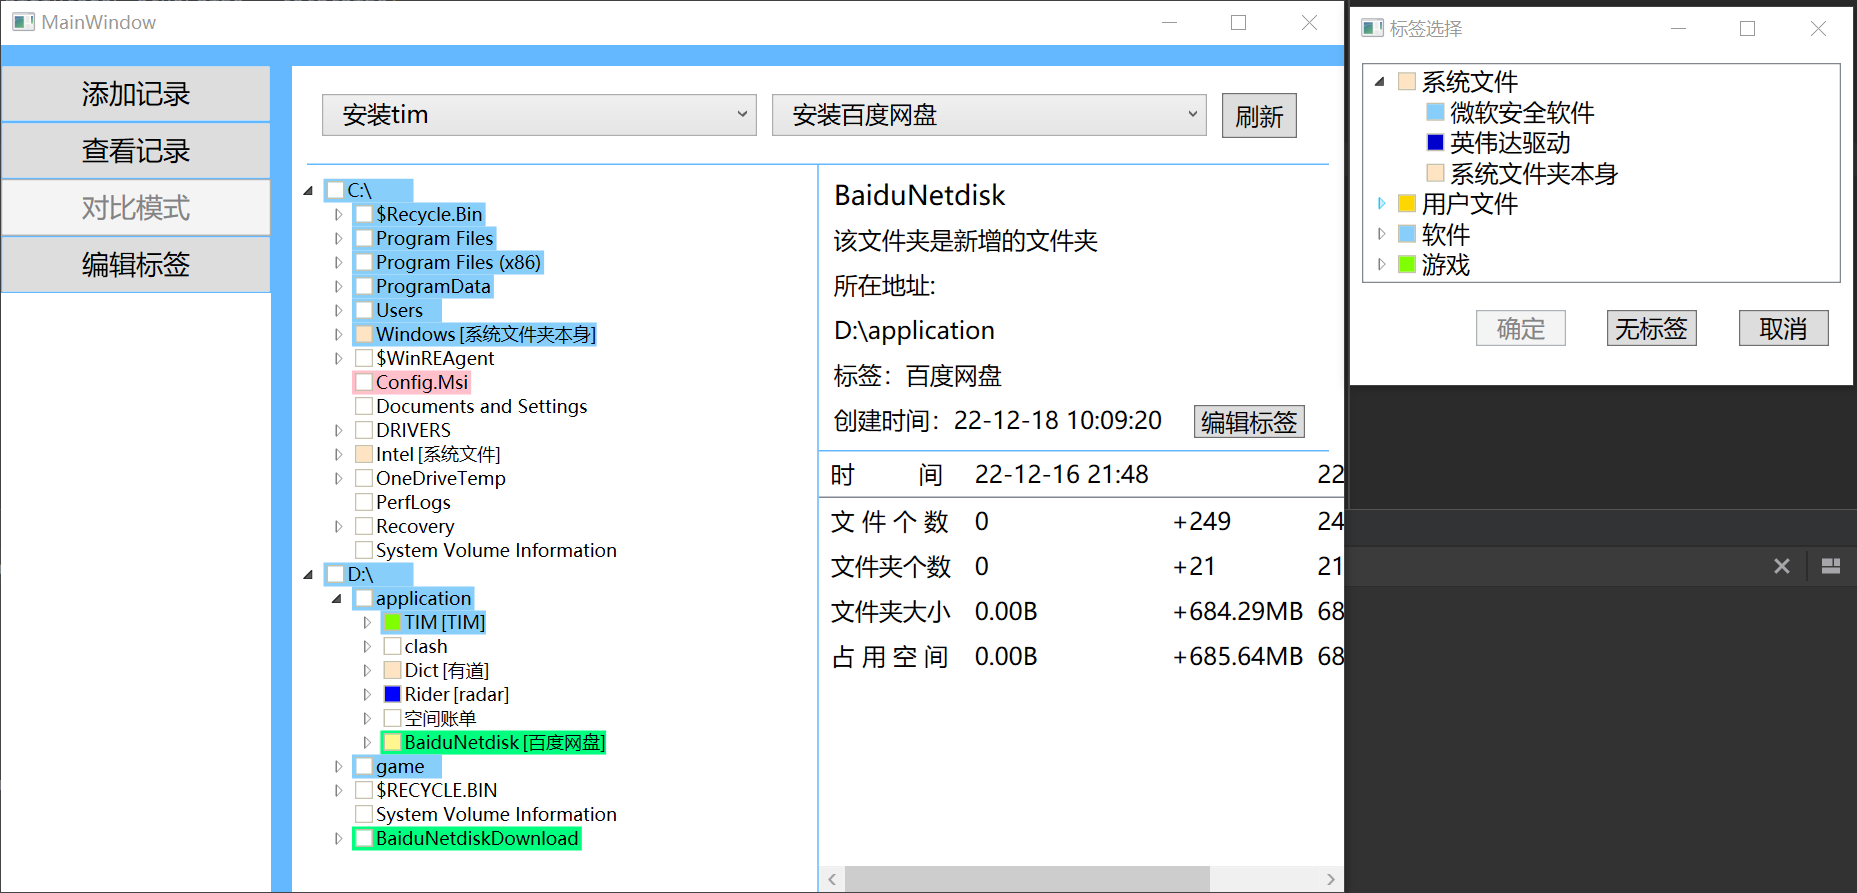 MainWindow
添加记录
查看记录
对比模式
编辑标签
安装tim
安装百度网盘
刷新
C:\
$Recycle.Bin
Program Files
Program Files (x86)
ProgramData
Users
Windows [系统文件夹本身]
$WinREAgent
Config.Msi
Documents and Settings
DRIVERS
Intel [系统文件]
OneDriveTemp
PerfLogs
Recovery
System Volume Information
D:\
application
TIM [TIM]
clash
Dict [有道]
Rider [radar]
空间账单
BaiduNetdisk [百度网盘]
game
$RECYCLE.BIN
System Volume Information
BaiduNetdiskDownload
BaiduNetdisk
该文件夹是新增的文件夹
所在地址:
D:\application
标签：百度网盘
创建时间：22-12-18 10:09:20 编辑标签
时 间 22-12-16 21:48 22
文件个数 0 +249 24
文件夹个数 0 +21 21
文件夹大小 0.00B +684.29MB 68
占用空间 0.00B +685.64MB 68
标签选择
系统文件
微软安全软件
英伟达驱动
系统文件夹本身
用户文件
软件
游戏
确定 无标签 取消